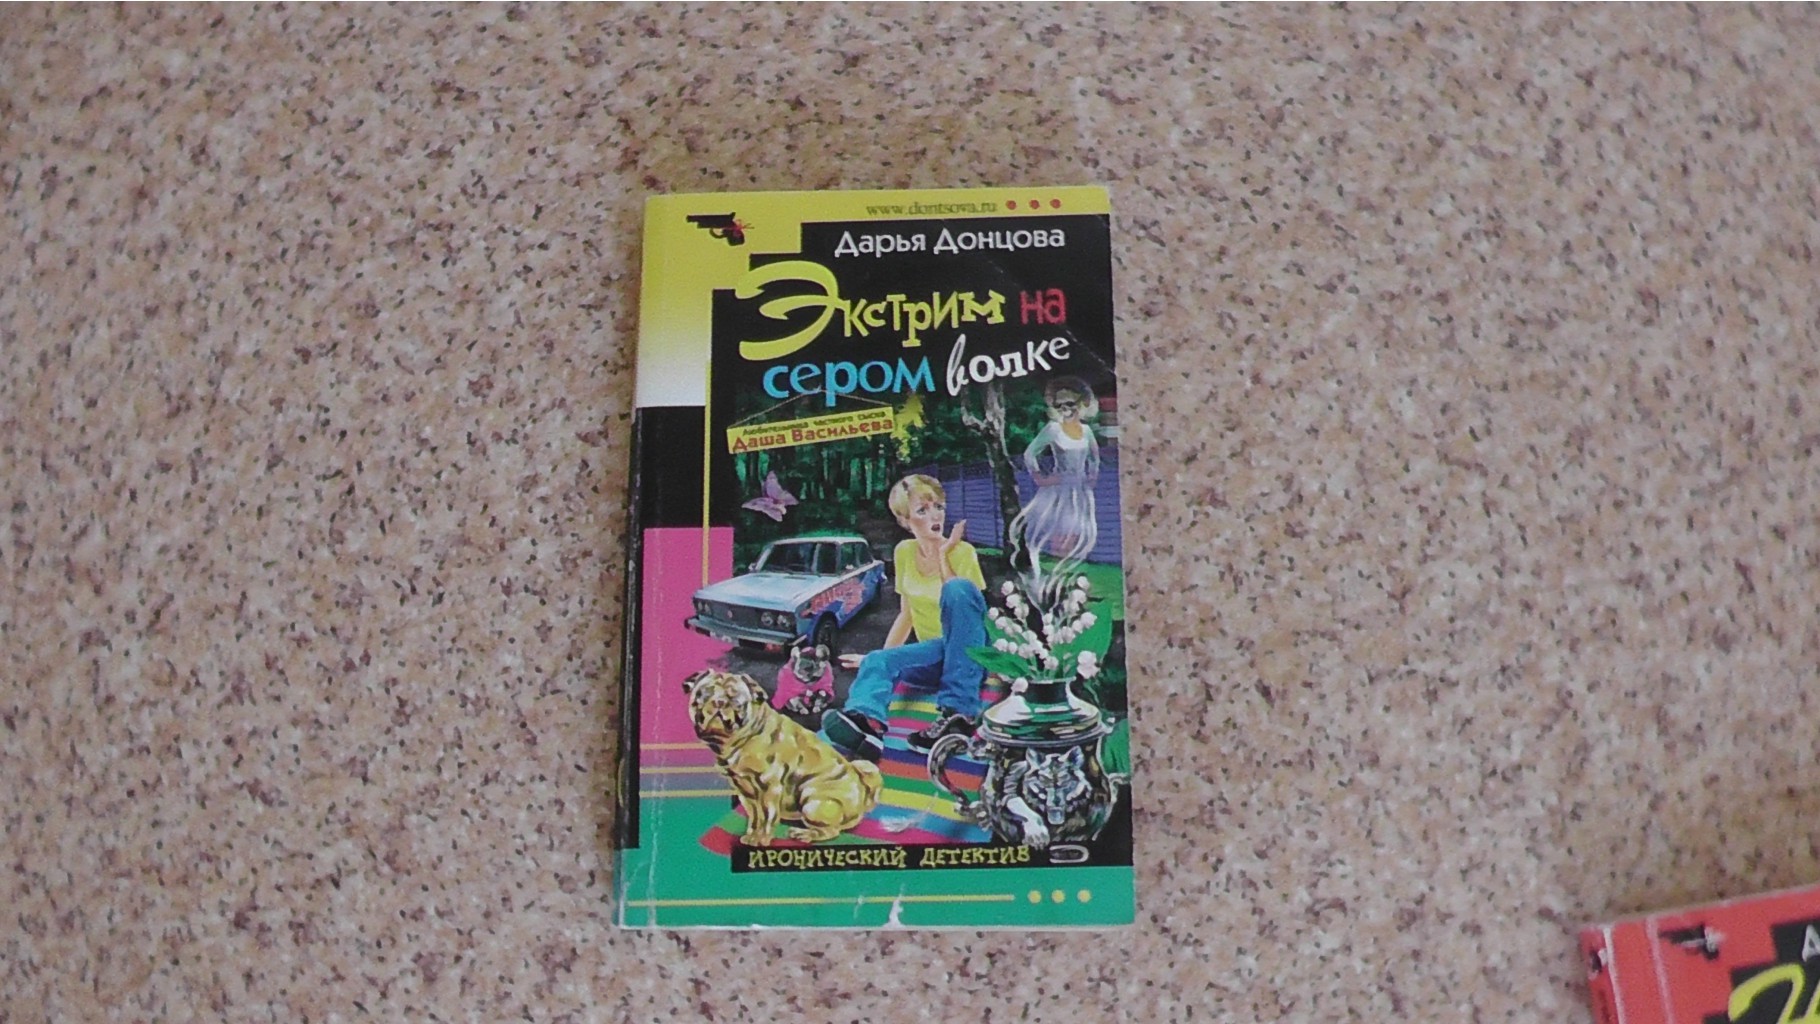 www.dontsova.ru
Дарья Донцова
Экстрим на
сером волке
Любительница частного сыска
Даша Васильева
ИРОНИЧЕСКИЙ ДЕТЕКТИВ
Д